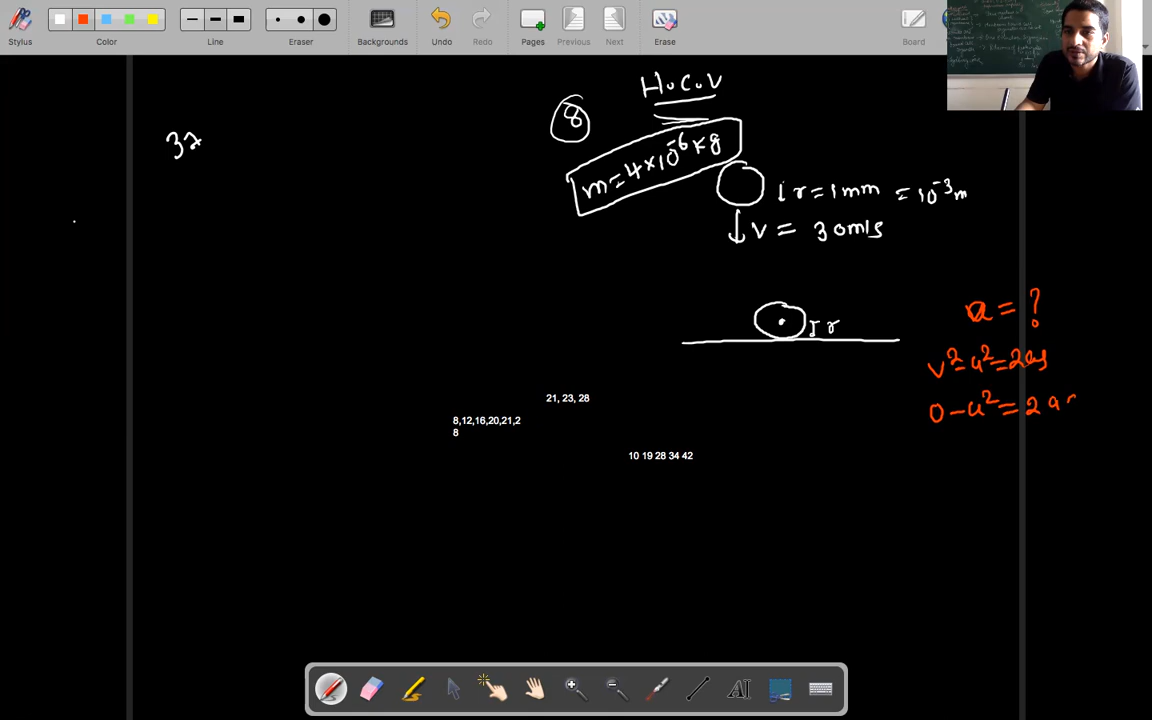 Stylus
Color
Line
Eraser
Backgrounds
Undo
Redo
Pages
Previous
Next
Erase
Board
H.C.V
8
m=4×10⁻⁶kg
r=1mm =10⁻³m
v = 30m/s
32
r
a = ?
v²-u²=2as
21, 23, 28
0-u²=2a
8,12,16,20,21,2
8
10 19 28 34 42